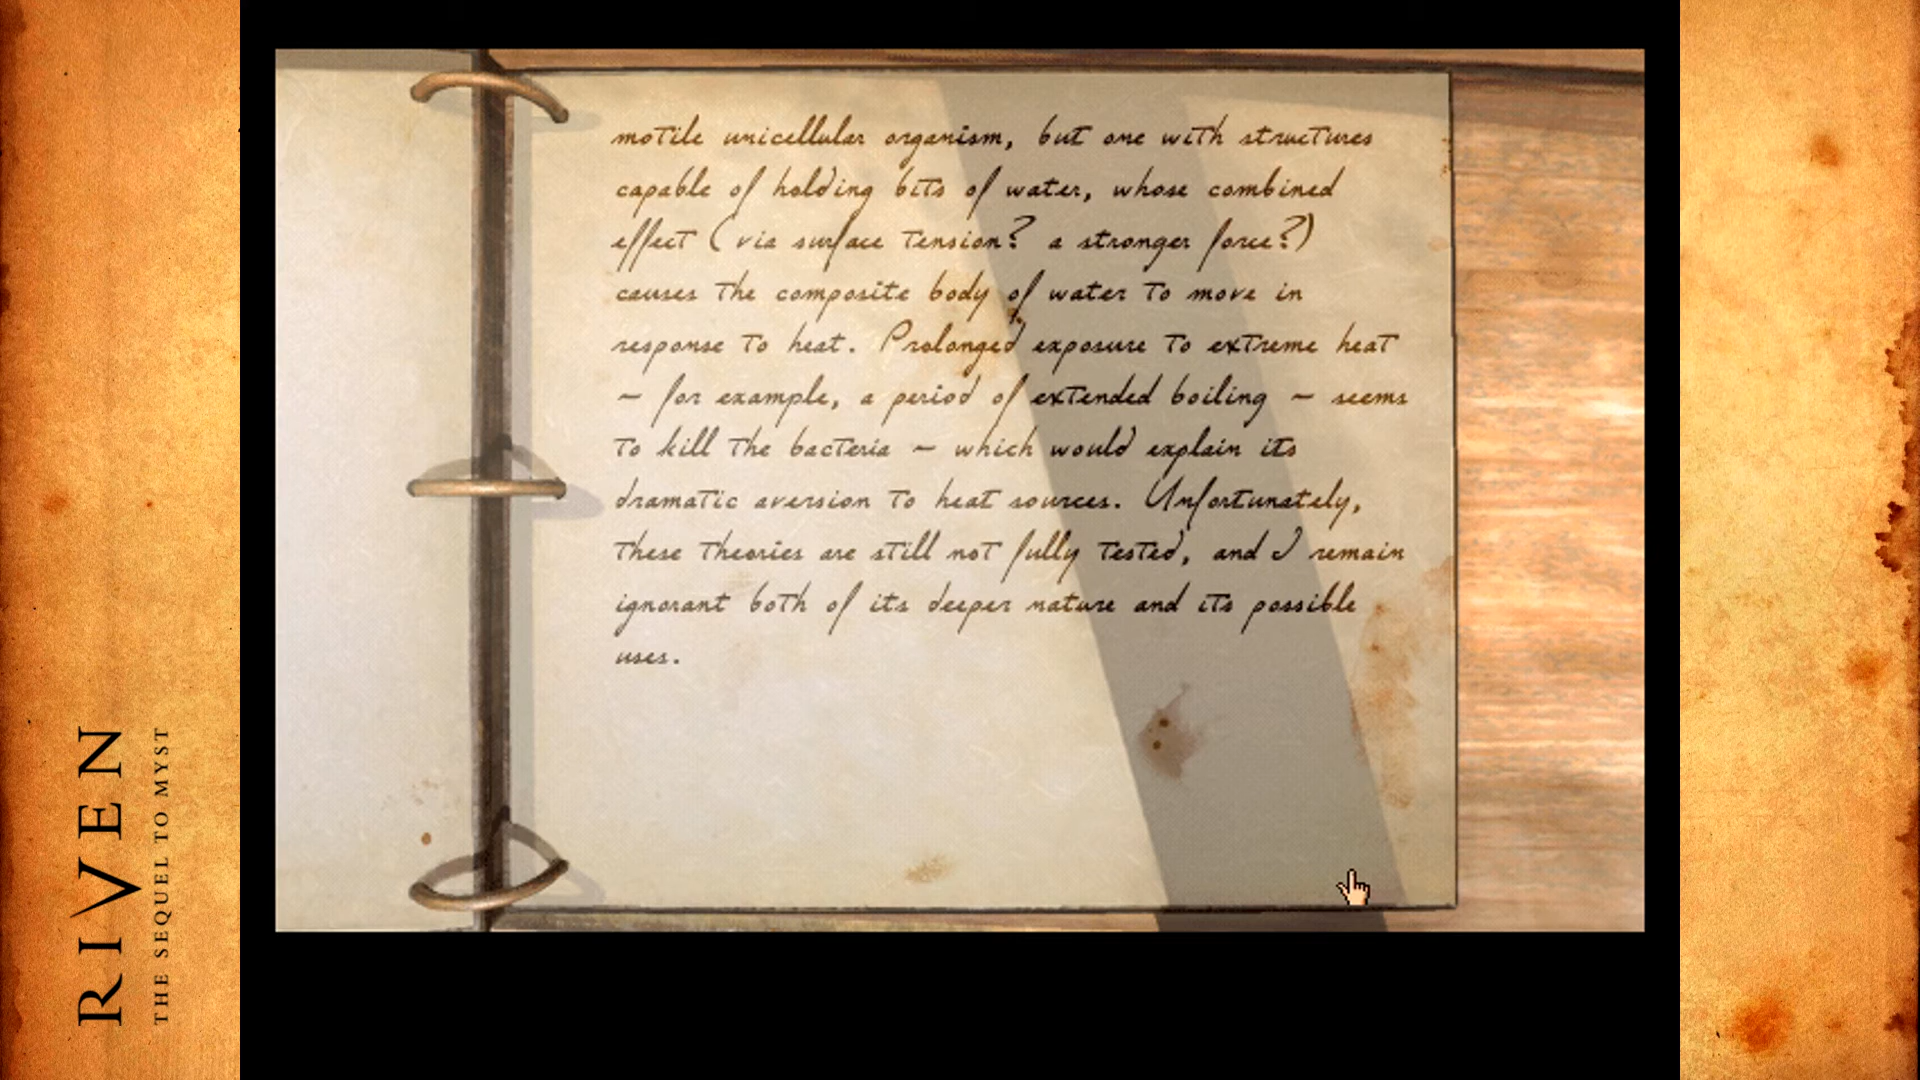 motile unicellular organism, but one with structures
capable of holding bits of water, whose combined
effect (via surface tension? a stronger force?)
causes the composite body of water to move in
response to heat. Prolonged exposure to extreme heat
– for example, a period of extended boiling – seems
to kill the bacteria – which would explain its
dramatic aversion to heat sources. Unfortunately,
these theories are still not fully tested, and I remain
ignorant both of its deeper nature and its possible
uses.
RIVEN
THE SEQUEL TO MYST